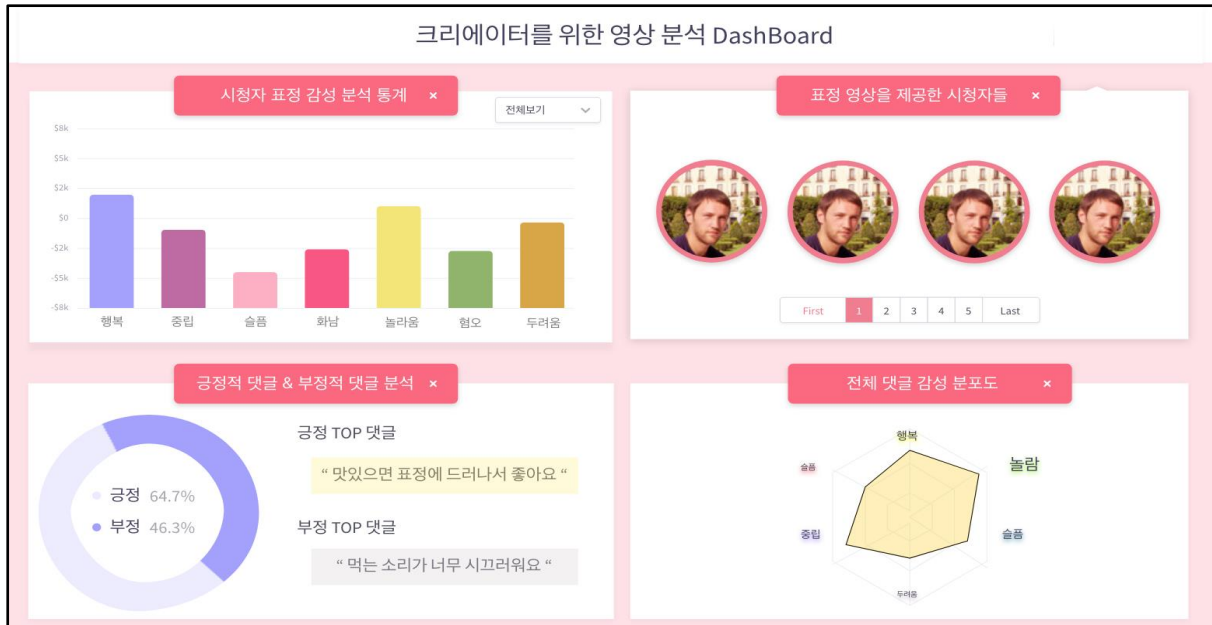 크리에이터를 위한 영상 분석 DashBoard
시청자 표정 감성 분석 통계 ×
전체보기
$8k
$5k
$2k
$0
-$2k
-$5k
-$8k
행복 중립 슬픔 화남 놀라움 혐오 두려움
표정 영상을 제공한 시청자들 ×
First 1 2 3 4 5 Last
긍정적 댓글 & 부정적 댓글 분석 ×
긍정 64.7%
부정 46.3%
긍정 TOP 댓글
“ 맛있으면 표정에 드러나서 좋아요 “
부정 TOP 댓글
“ 먹는 소리가 너무 시끄러워요 “
전체 댓글 감성 분포도 ×
행복
놀람
슬픔
두려움
중립
슬픔